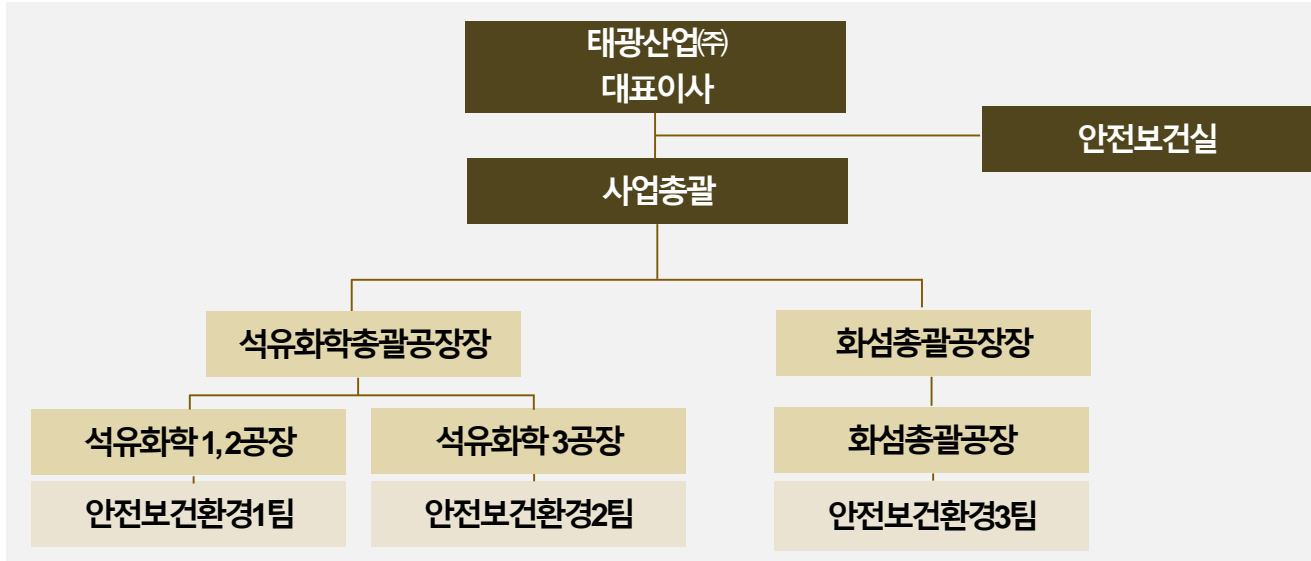 태광산업㈜
대표이사
안전보건실
사업총괄
석유화학총괄공장장
화섬총괄공장장
석유화학 1,2공장
석유화학 3공장
화섬총괄공장
안전보건환경1팀
안전보건환경2팀
안전보건환경3팀